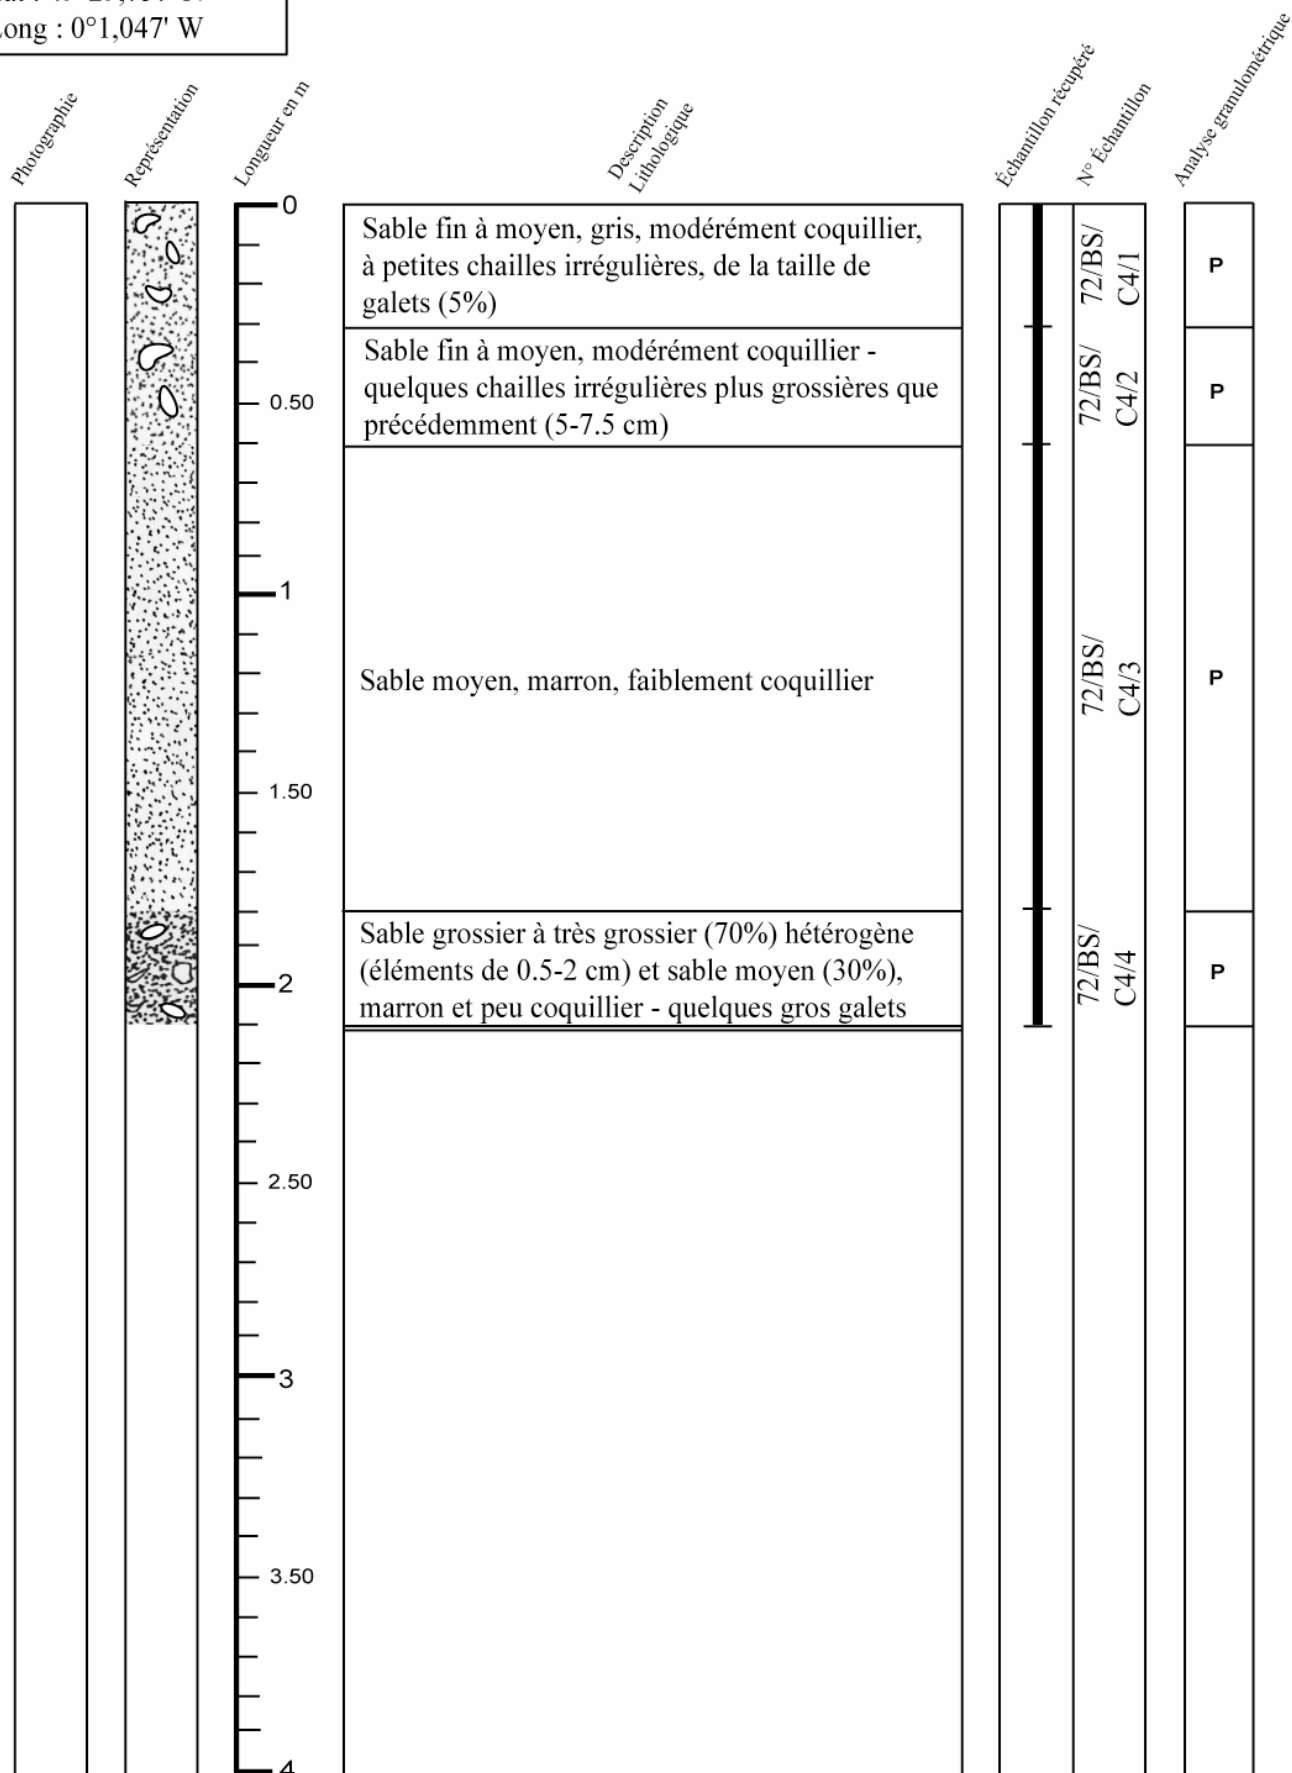 Long : 0°1,047' W
Photographie
Représentation
Longueur en m
Description
Lithologique
Échantillon récupéré
N° Échantillon
Analyse granulométrique
0
Sable fin à moyen, gris, modérément coquillier,
à petites chailles irrégulières, de la taille de
galets (5%)
72/BS/
C4/1
P
Sable fin à moyen, modérément coquillier -
quelques chailles irrégulières plus grossières que
précédemment (5-7.5 cm)
0.50
72/BS/
C4/2
P
1
Sable moyen, marron, faiblement coquillier
72/BS/
C4/3
P
1.50
Sable grossier à très grossier (70%) hétérogène
(éléments de 0.5-2 cm) et sable moyen (30%),
marron et peu coquillier - quelques gros galets
72/BS/
C4/4
P
2
2.50
3
3.50
4